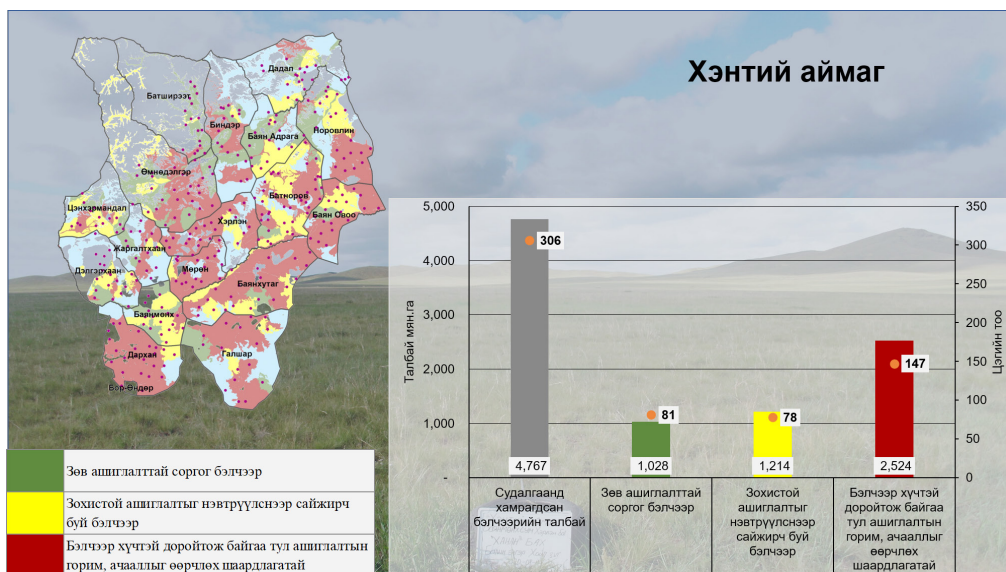 Хэнтий аймаг
Дадал
Батширээт
Биндэр
Норовлин
Баян Адрага
Өмнөдэлгэр
Цэнхэрмандал
Батноров
Баян Овоо
Хэрлэн
Жаргалтхаан
Мөрөн
Дэлгэрхаан
Баянхутаг
Баянмөнх
Дархан
Галшар
Бор-Өндөр
Зөв ашиглалттай соргог бэлчээр
Зохистой ашиглалтыг нэвтрүүлснээр сайжирч
буй бэлчээр
Бэлчээр хүчтэй доройтож байгаа тул ашиглалтын
горим, ачааллыг өөрчлөх шаардлагатай
Талбай мян.га
5,000
4,000
3,000
2,000
1,000
-
306
81
78
147
4,767
1,028
1,214
2,524
350
300
250
200
150
100
50
0
Цэгийн тоо
Судалгаанд
хамрагдсан
бэлчээрийн талбай
Зөв ашиглалттай
соргог бэлчээр
Зохистой
ашиглалтыг
нэвтрүүлснээр
сайжирч буй
бэлчээр
Бэлчээр хүчтэй
доройтож байгаа
тул ашиглалтын
горим, ачааллыг
өөрчлөх
шаардлагатай